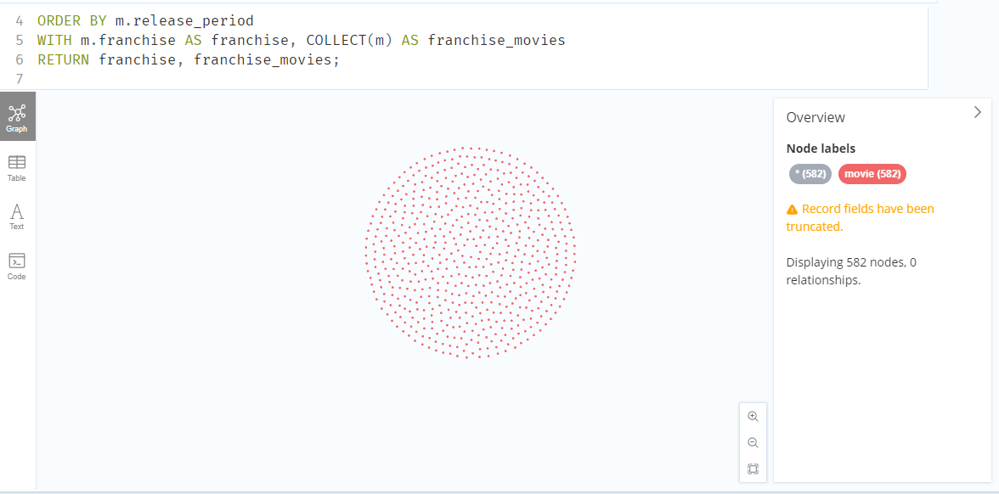 4 ORDER BY m.release_period
5 WITH m.franchise AS franchise, COLLECT(m) AS franchise_movies
6 RETURN franchise, franchise_movies;
7
Graph
Table
Text
Code
Overview
Node labels
* (582) movie (582)
Record fields have been
truncated.
Displaying 582 nodes, 0
relationships.